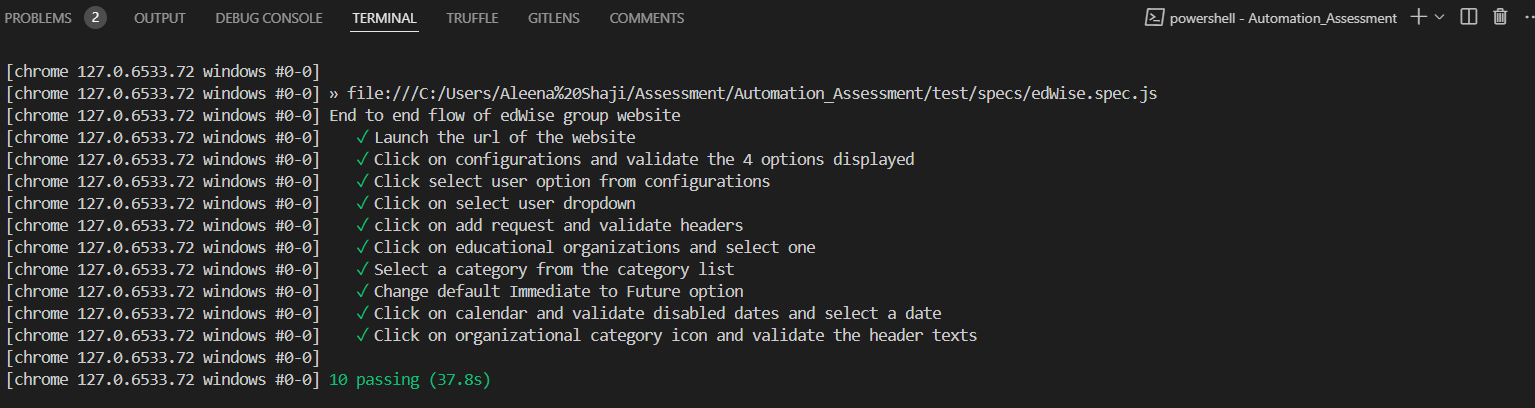 PROBLEMS 2 OUTPUT DEBUG CONSOLE TERMINAL TRUFFLE GITLENS COMMENTS powershell - Automation_Assessment
[chrome 127.0.6533.72 windows #0-0]
[chrome 127.0.6533.72 windows #0-0] » file:///C:/Users/Aleena%20Shaji/Assessment/Automation_Assessment/test/specs/edWise.spec.js
[chrome 127.0.6533.72 windows #0-0] End to end flow of edWise group website
[chrome 127.0.6533.72 windows #0-0] ✓ Launch the url of the website
[chrome 127.0.6533.72 windows #0-0] ✓ Click on configurations and validate the 4 options displayed
[chrome 127.0.6533.72 windows #0-0] ✓ Click select user option from configurations
[chrome 127.0.6533.72 windows #0-0] ✓ Click on select user dropdown
[chrome 127.0.6533.72 windows #0-0] ✓ click on add request and validate headers
[chrome 127.0.6533.72 windows #0-0] ✓ Click on educational organizations and select one
[chrome 127.0.6533.72 windows #0-0] ✓ Select a category from the category list
[chrome 127.0.6533.72 windows #0-0] ✓ Change default Immediate to Future option
[chrome 127.0.6533.72 windows #0-0] ✓ Click on calendar and validate disabled dates and select a date
[chrome 127.0.6533.72 windows #0-0] ✓ Click on organizational category icon and validate the header texts
[chrome 127.0.6533.72 windows #0-0]
[chrome 127.0.6533.72 windows #0-0] 10 passing (37.8s)